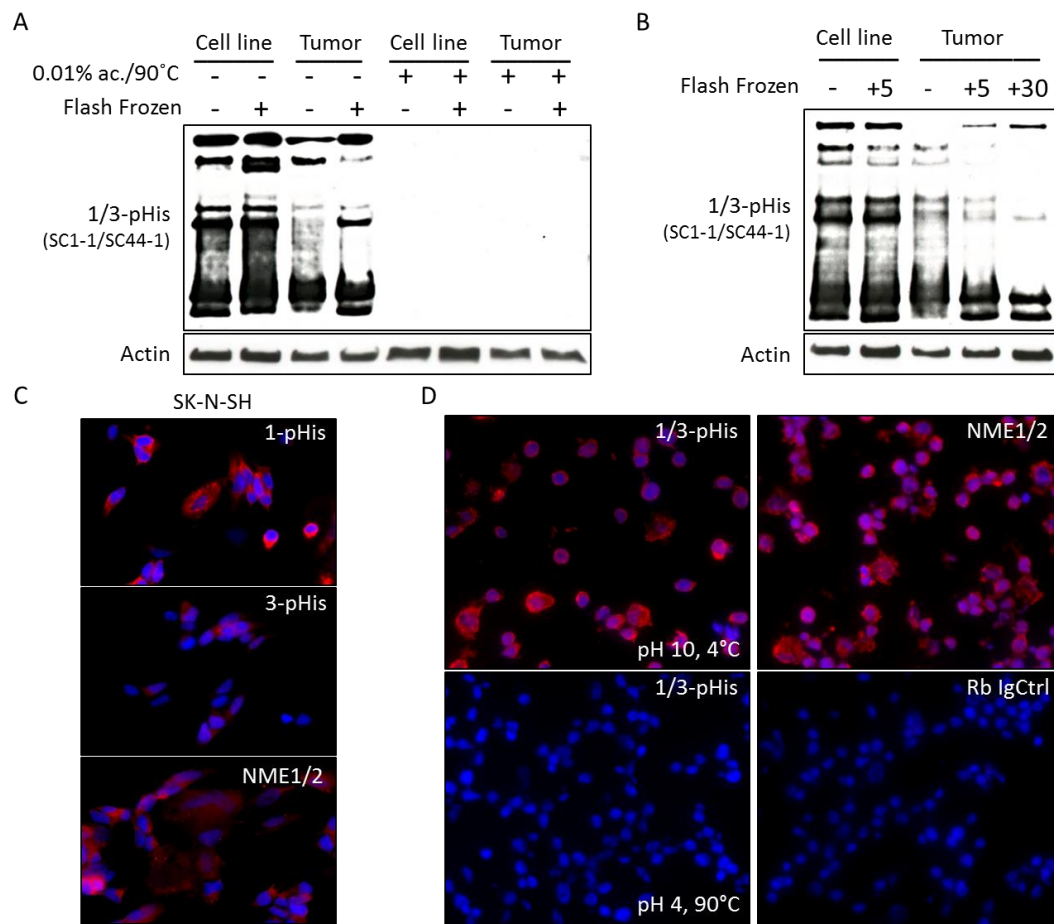 A
Cell line Tumor Cell line Tumor
0.01% ac./90˚C - - - - + + + +
Flash Frozen - + - + - + - +
1/3-pHis
(SC1-1/SC44-1)
Actin
B
Cell line Tumor
Flash Frozen - +5 - +5 +30
1/3-pHis
(SC1-1/SC44-1)
Actin
C
SK-N-SH
1-pHis
3-pHis
NME1/2
D
1/3-pHis
pH 10, 4°C
NME1/2
1/3-pHis
pH 4, 90°C
Rb IgCtrl